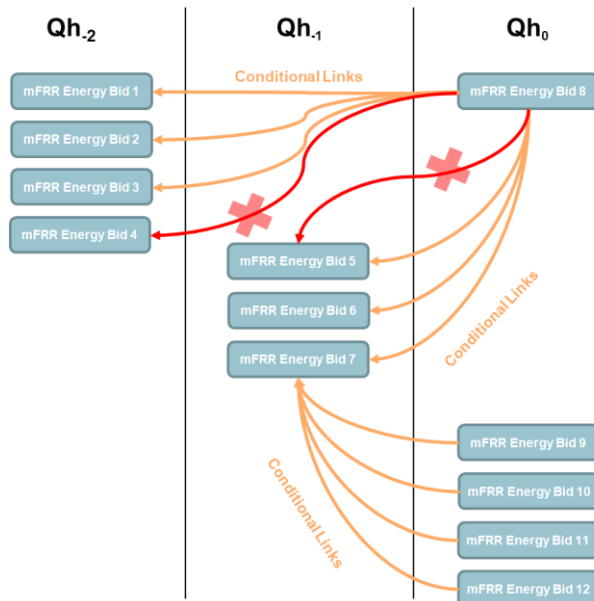 Qh-2
Qh-1
Qh0
Conditional Links
mFRR Energy Bid 1
mFRR Energy Bid 8
mFRR Energy Bid 2
mFRR Energy Bid 3
mFRR Energy Bid 4
mFRR Energy Bid 5
mFRR Energy Bid 6
mFRR Energy Bid 7
Conditional Links
mFRR Energy Bid 9
mFRR Energy Bid 10
mFRR Energy Bid 11
mFRR Energy Bid 12
Conditional Links